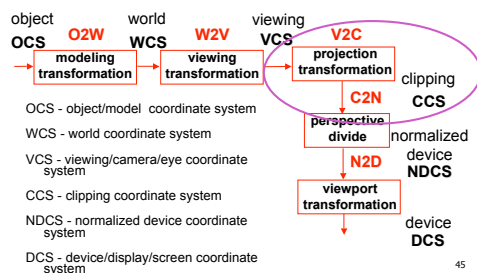 object
world
viewing
OCS
O2W
WCS
W2V
VCS
V2C
modeling
transformation
viewing
transformation
projection
transformation
clipping
CCS
C2N
OCS - object/model  coordinate system
WCS - world coordinate system
VCS - viewing/camera/eye coordinate
system
CCS - clipping coordinate system
NDCS - normalized device coordinate
system
DCS - device/display/screen coordinate
system
perspective
divide
normalized
device
NDCS
N2D
viewport
transformation
device
DCS
45